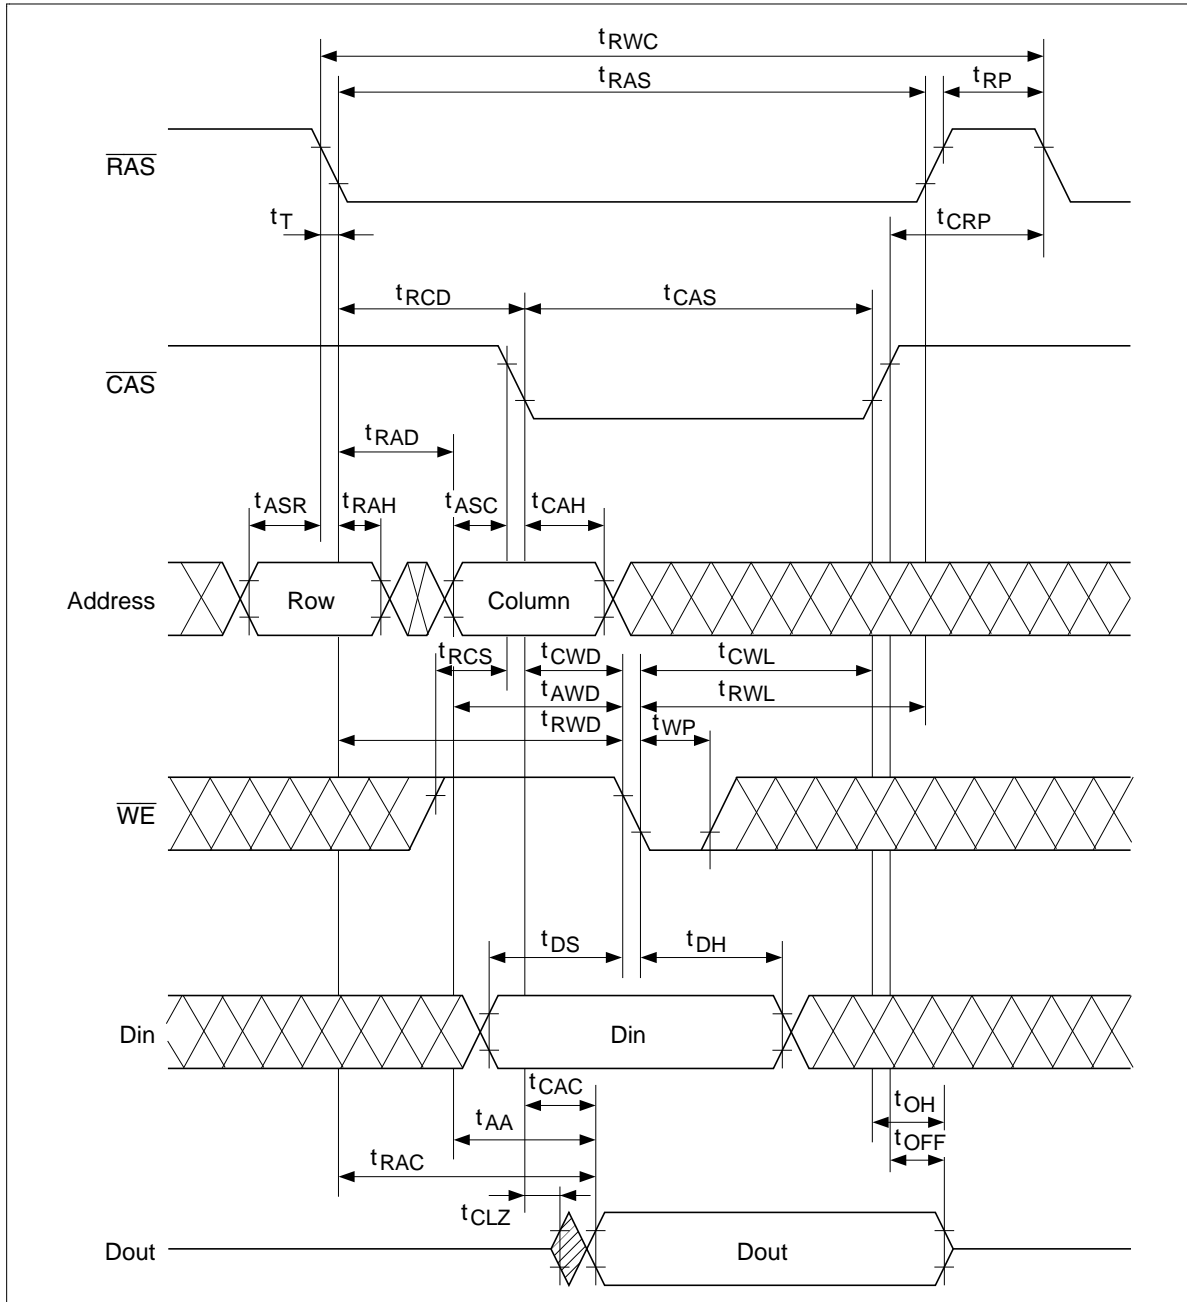 tRWC
tRAS
tRP
RAS
tT
tCRP
tRCD
tCAS
CAS
tRAD
tASR
tRAH
tASC
tCAH
Address
Row
Column
tRCS
tCWD
tCWL
tAWD
tRWL
tRWD
tWP
WE
tDS
tDH
Din
Din
tCAC
tOH
tAA
tOFF
tRAC
tCLZ
Dout
Dout